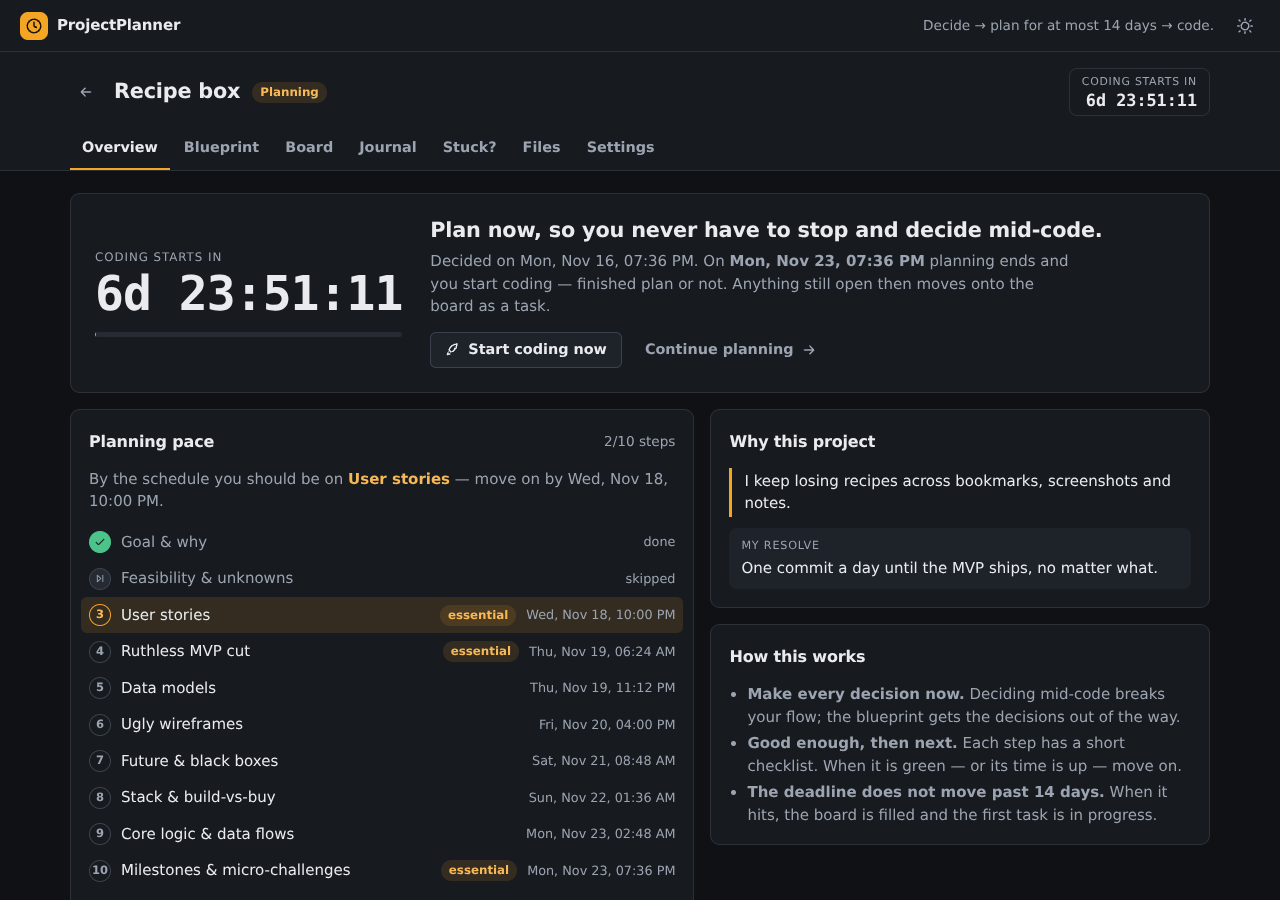 ProjectPlanner
Decide → plan for at most 14 days → code.
← Recipe box Planning
CODING STARTS IN
6d 23:51:11
Overview Blueprint Board Journal Stuck? Files Settings
CODING STARTS IN
6d 23:51:11
Plan now, so you never have to stop and decide mid-code.
Decided on Mon, Nov 16, 07:36 PM. On Mon, Nov 23, 07:36 PM planning ends and
you start coding — finished plan or not. Anything still open then moves onto the
board as a task.
Start coding now Continue planning →
Planning pace 2/10 steps
By the schedule you should be on User stories — move on by Wed, Nov 18,
10:00 PM.
Goal & why done
Feasibility & unknowns skipped
3 User stories essential Wed, Nov 18, 10:00 PM
4 Ruthless MVP cut essential Thu, Nov 19, 06:24 AM
5 Data models Thu, Nov 19, 11:12 PM
6 Ugly wireframes Fri, Nov 20, 04:00 PM
7 Future & black boxes Sat, Nov 21, 08:48 AM
8 Stack & build-vs-buy Sun, Nov 22, 01:36 AM
9 Core logic & data flows Mon, Nov 23, 02:48 AM
10 Milestones & micro-challenges essential Mon, Nov 23, 07:36 PM
Why this project
I keep losing recipes across bookmarks, screenshots and
notes.
MY RESOLVE
One commit a day until the MVP ships, no matter what.
How this works
• Make every decision now. Deciding mid-code breaks
your flow; the blueprint gets the decisions out of the way.
• Good enough, then next. Each step has a short
checklist. When it is green — or its time is up — move on.
• The deadline does not move past 14 days. When it
hits, the board is filled and the first task is in progress.